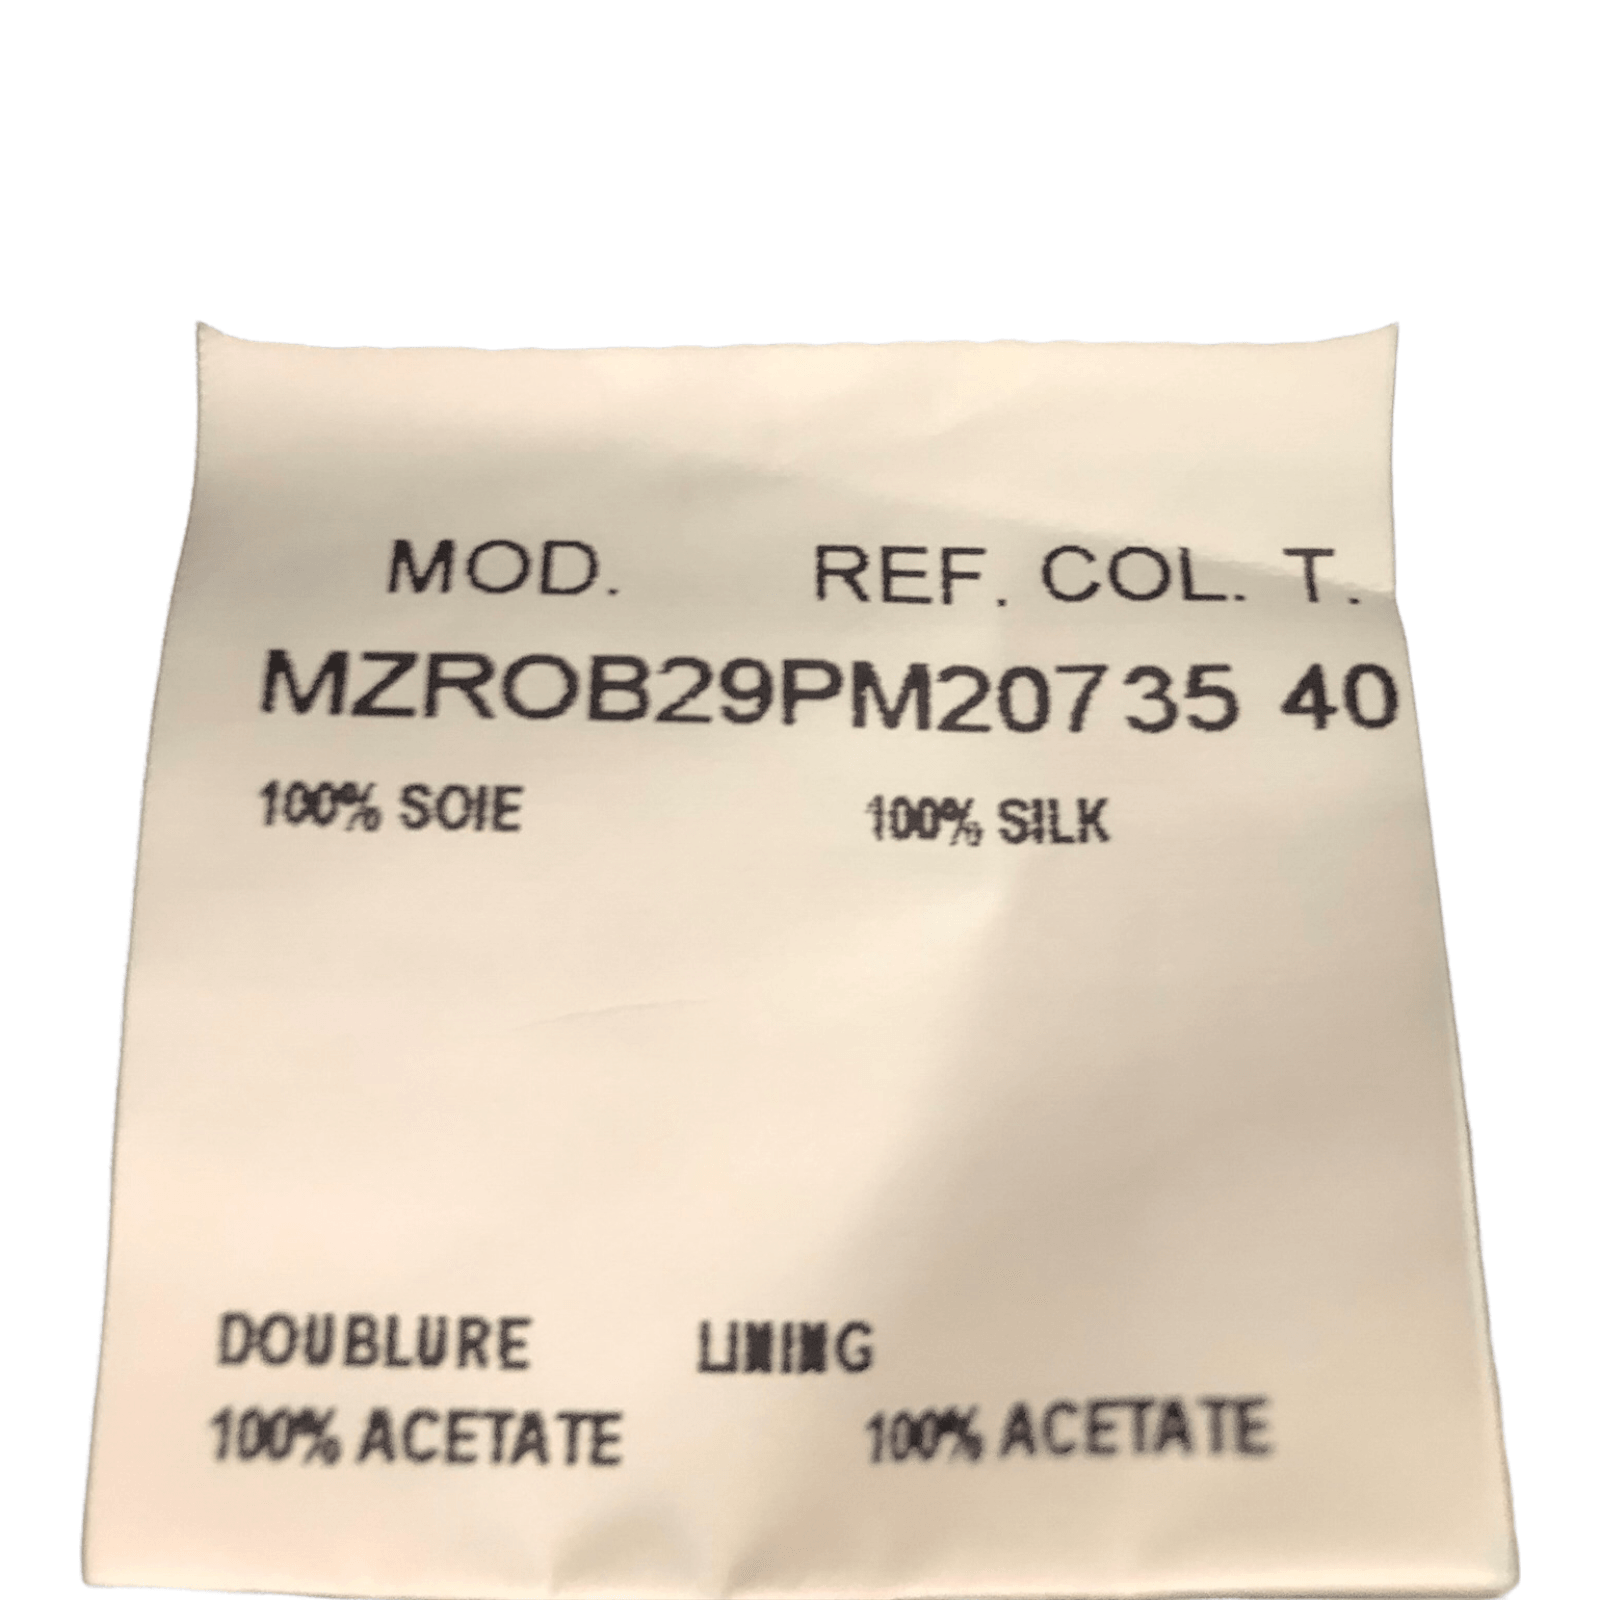 MOD. REF. COL. T.
MZROB29PM20735 40
100% SOIE 100% SILK
DOUBLURE LINING
100% ACETATE 100% ACETATE